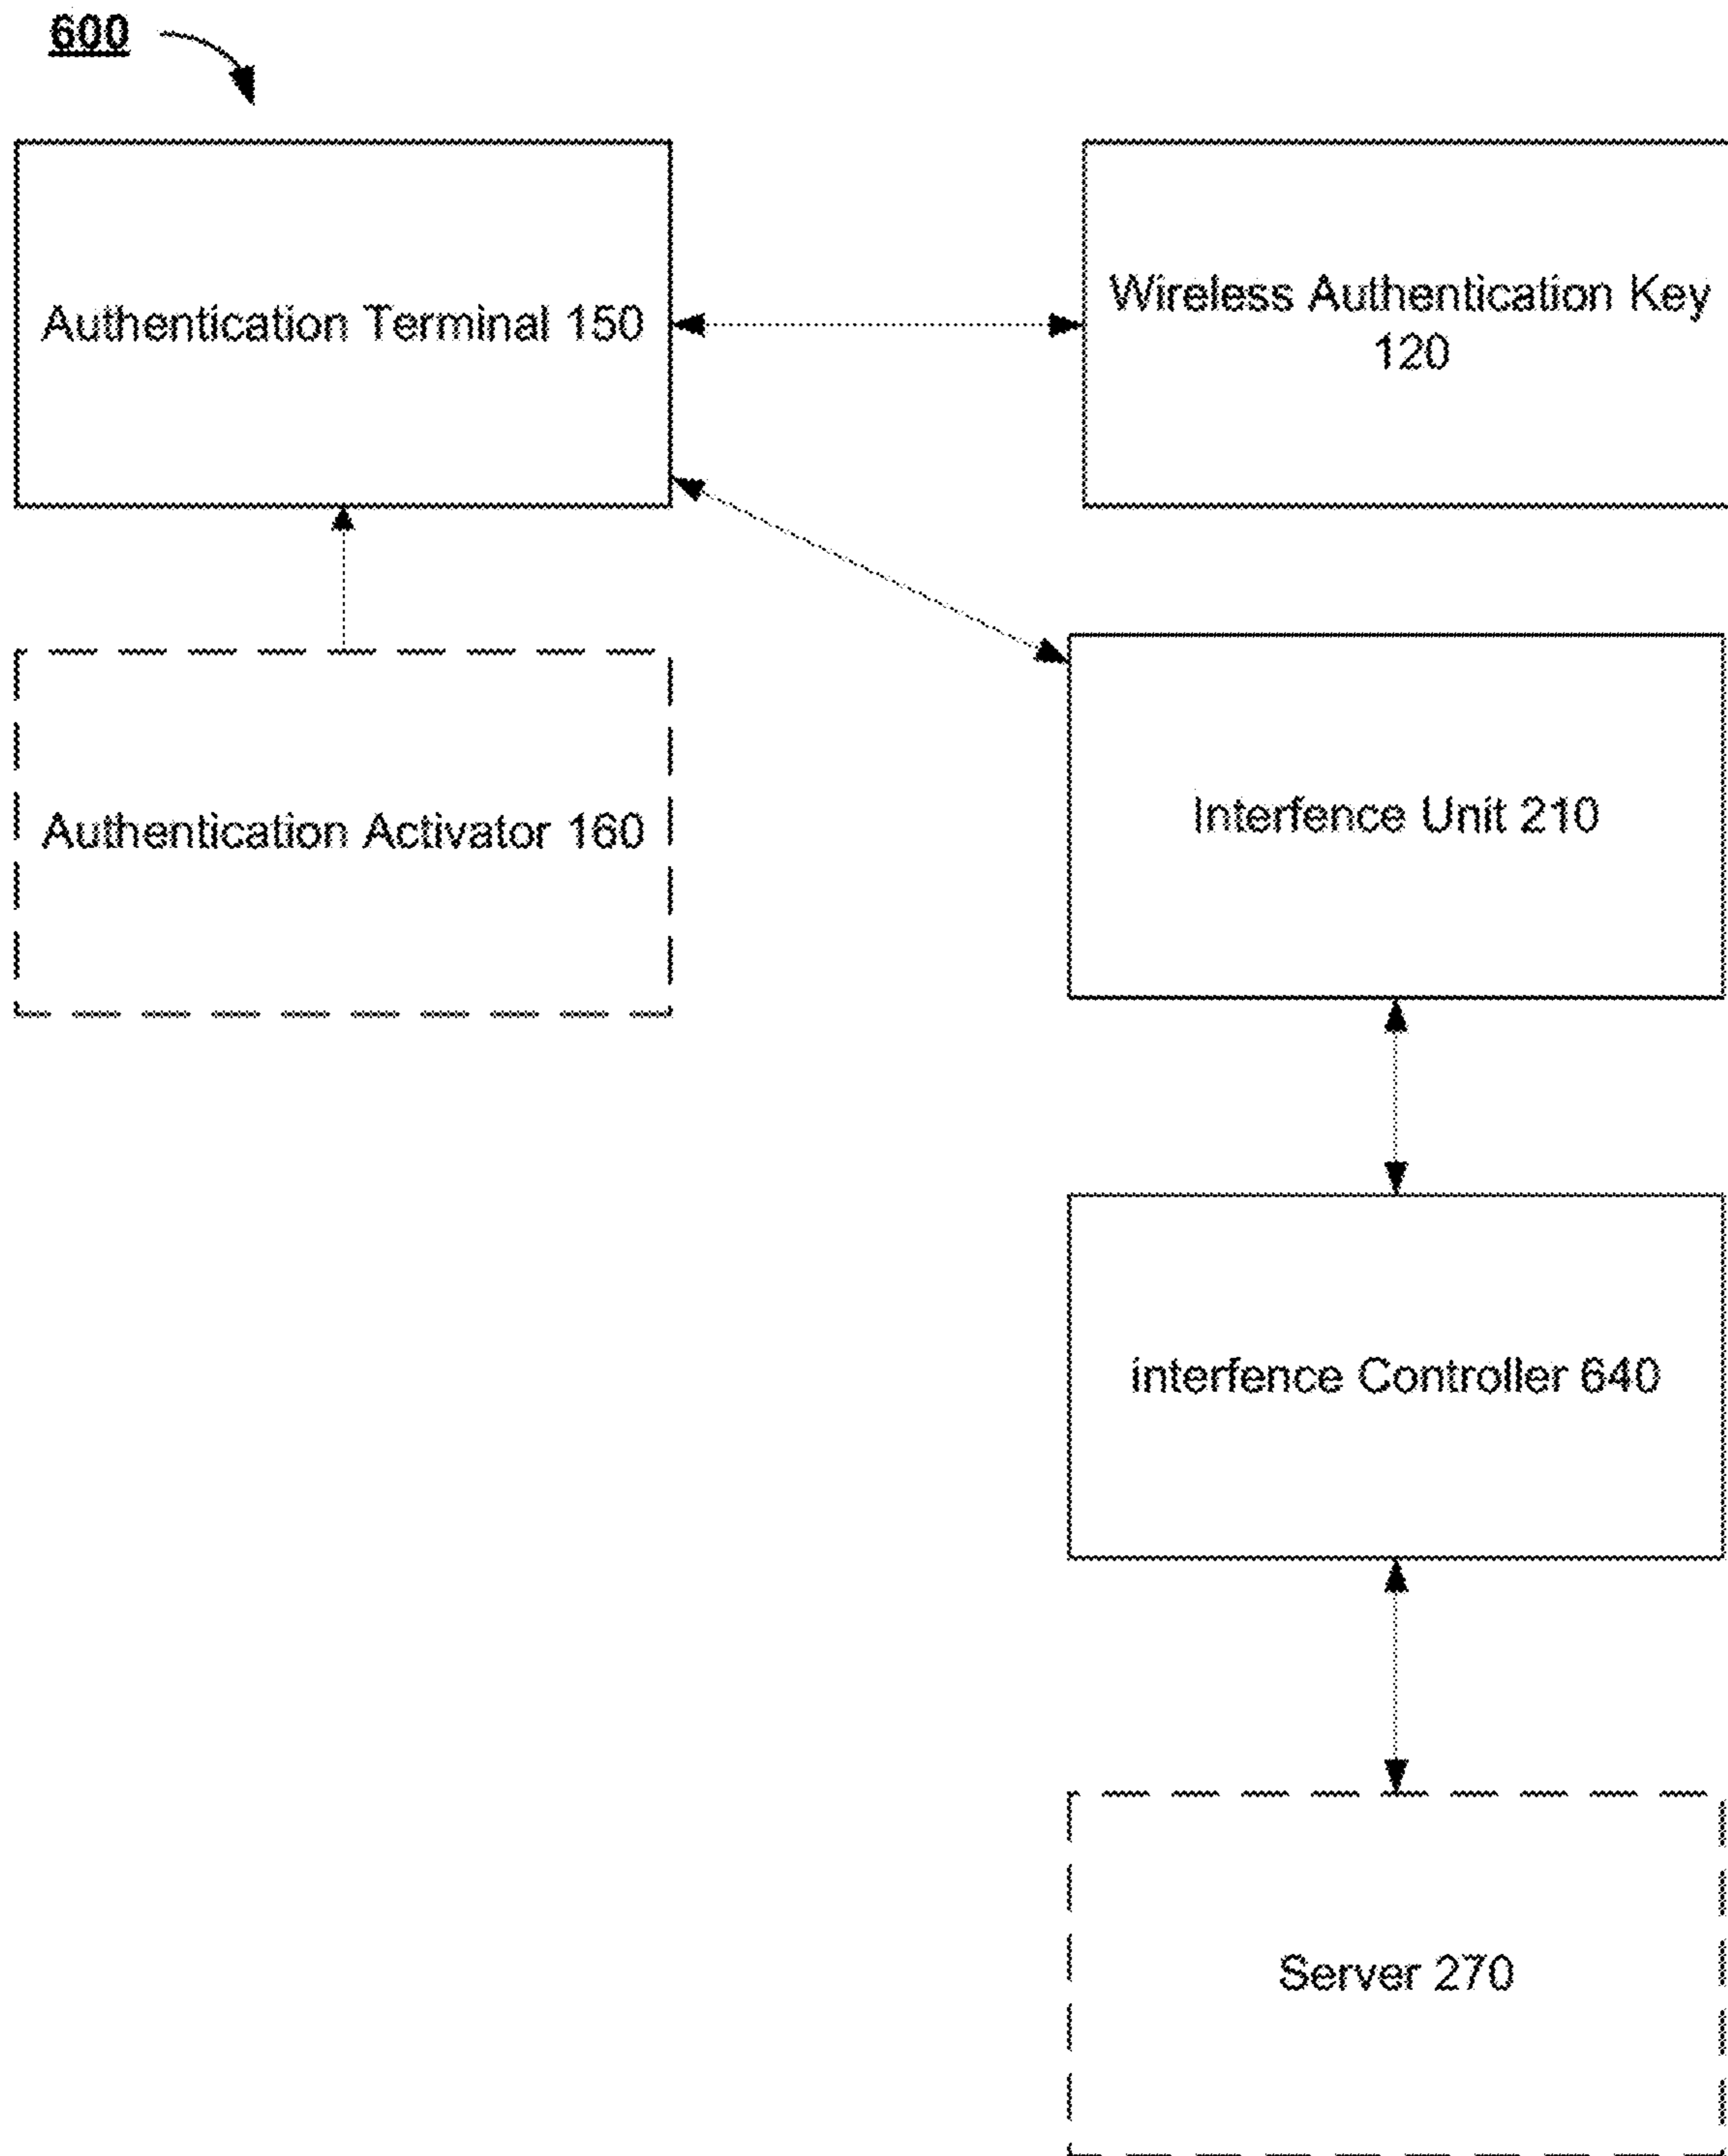 600
Authentication Terminal 150
Wireless Authentication Key
120
Authentication Activator 160
Interfence Unit 210
interfence Controller 640
Server 270